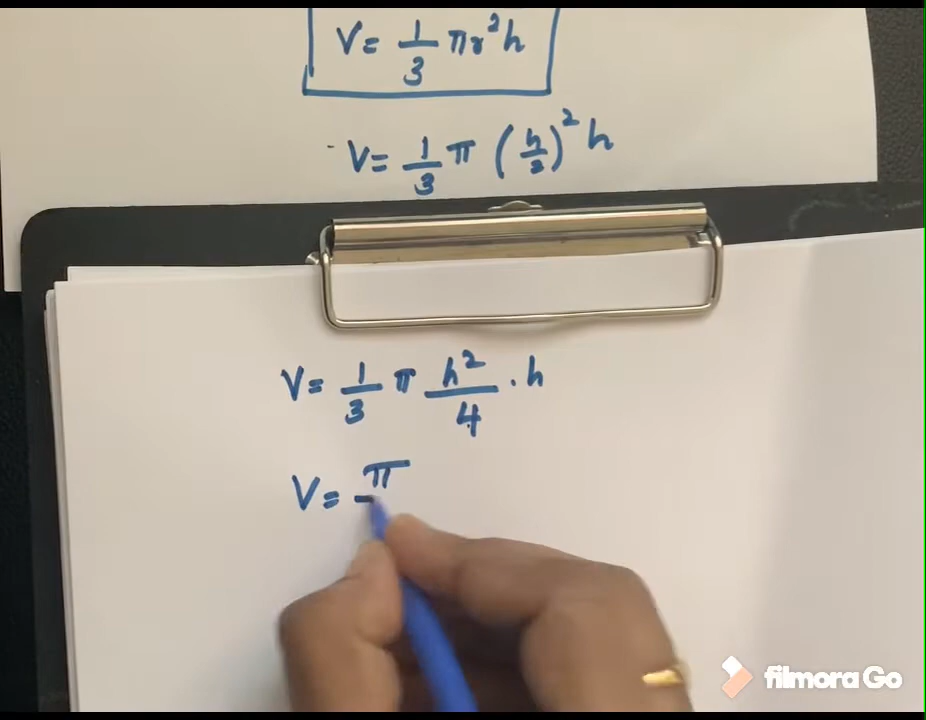 V = 1/3 πr²h
V = 1/3 π (h/2)² h
V = 1/3 π h²/4 . h
V = π
filmora Go